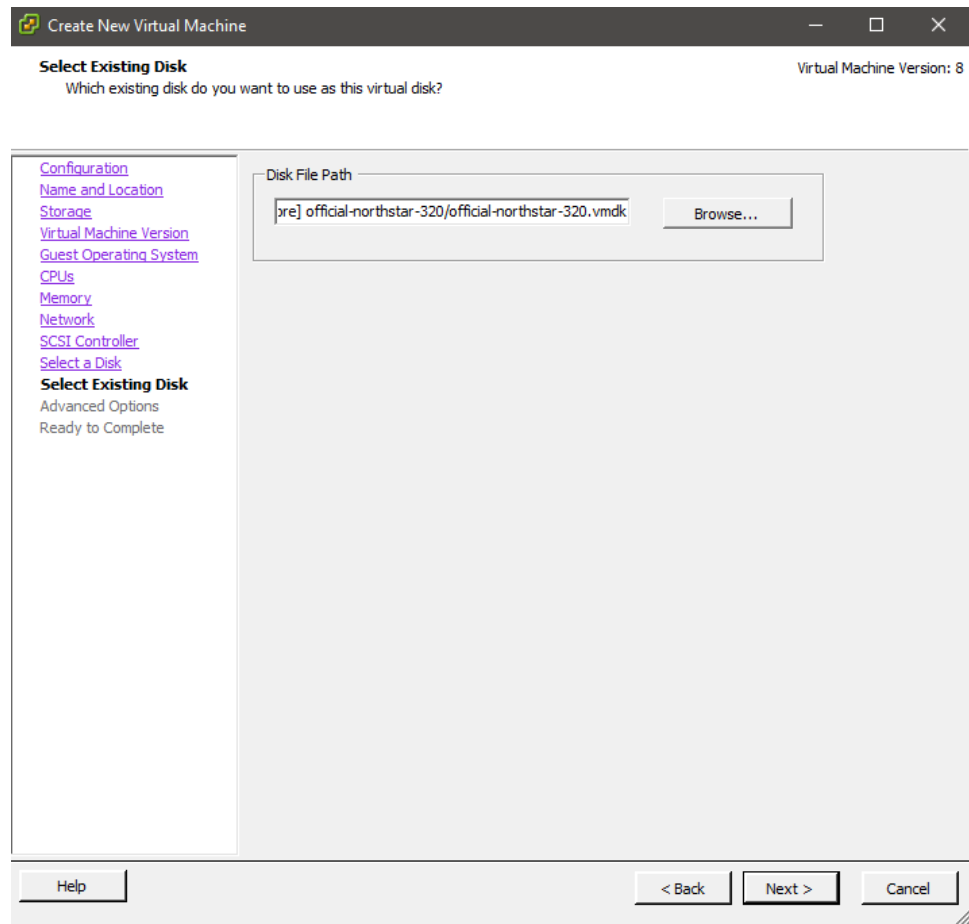 Create New Virtual Machine
Select Existing Disk
Which existing disk do you want to use as this virtual disk?
Virtual Machine Version: 8
Configuration
Name and Location
Storage
Virtual Machine Version
Guest Operating System
CPUs
Memory
Network
SCSI Controller
Select a Disk
Select Existing Disk
Advanced Options
Ready to Complete
Disk File Path
ore] official-northstar-320/official-northstar-320.vmdk
Browse...
Help
< Back
Next >
Cancel